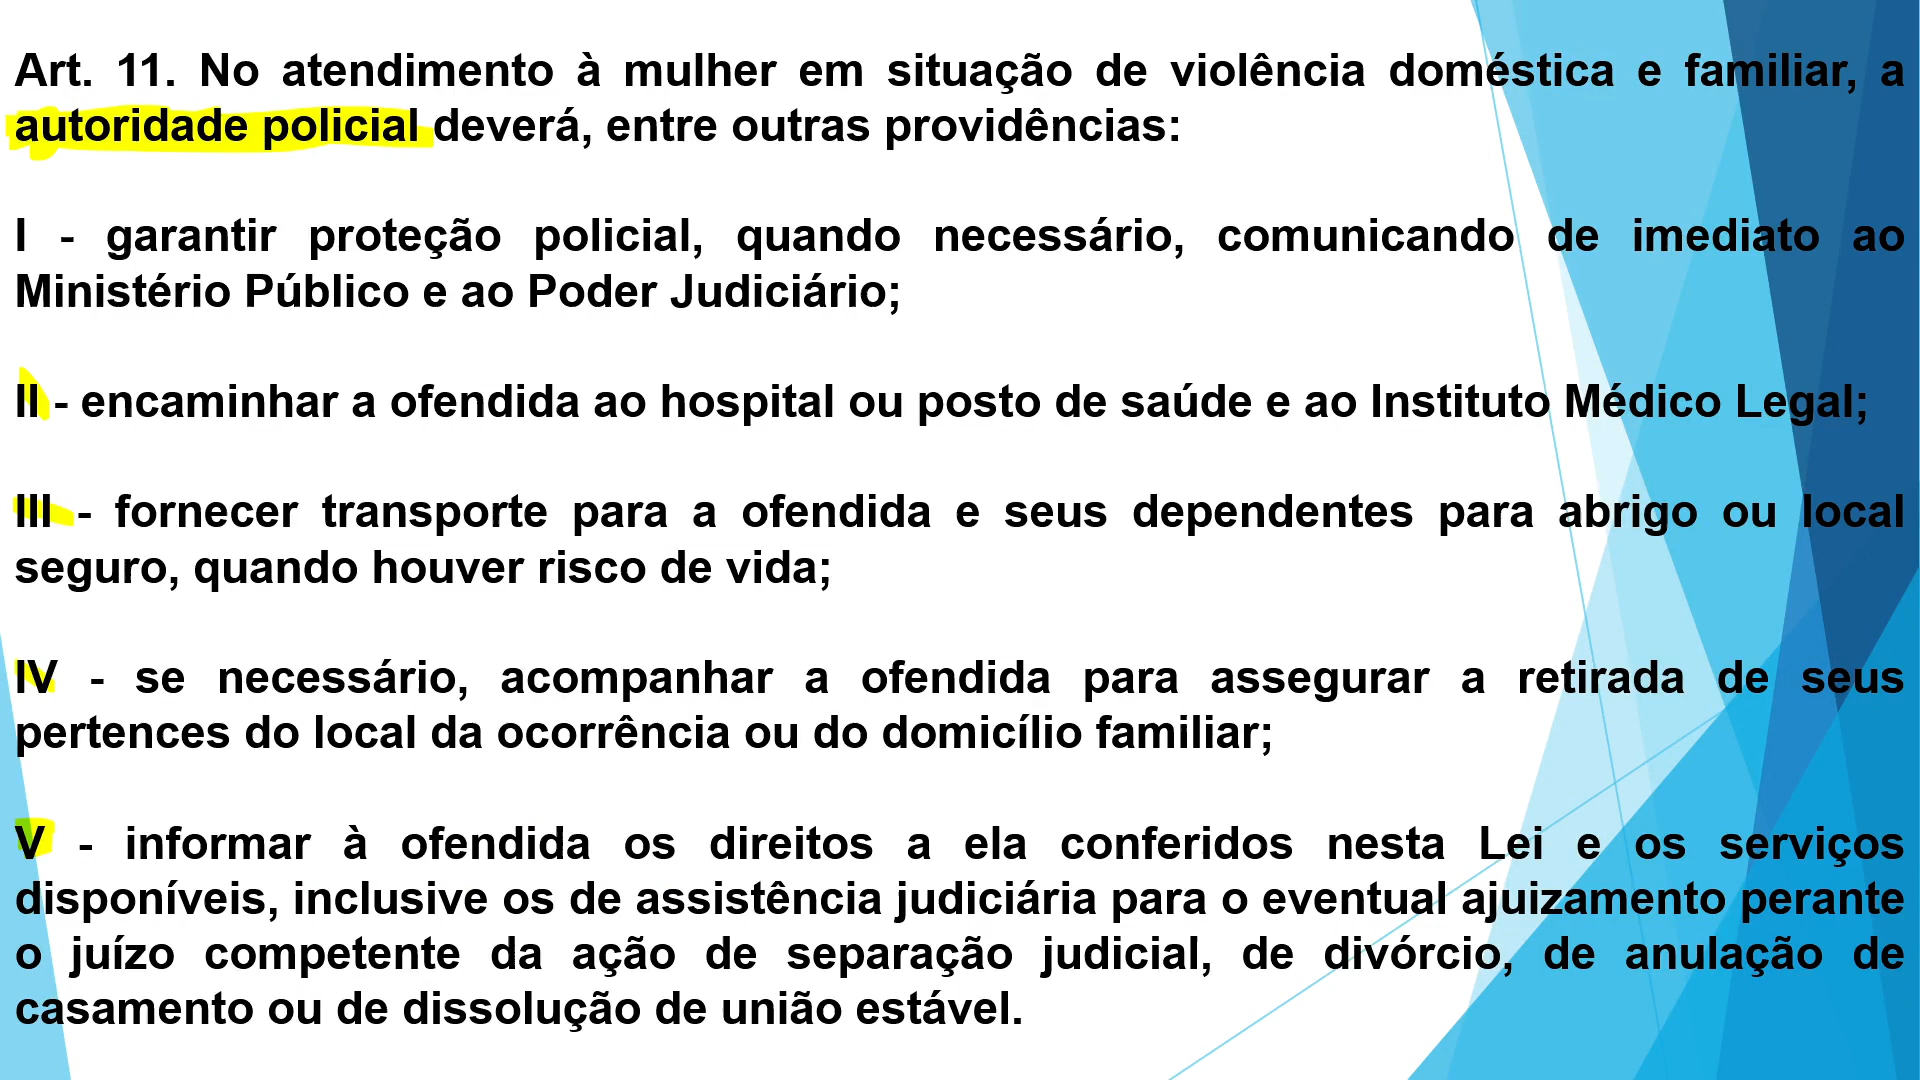 Art. 11. No atendimento à mulher em situação de violência doméstica e familiar, a
autoridade policial deverá, entre outras providências:
I - garantir proteção policial, quando necessário, comunicando de imediato ao
Ministério Público e ao Poder Judiciário;
II - encaminhar a ofendida ao hospital ou posto de saúde e ao Instituto Médico Legal;
III - fornecer transporte para a ofendida e seus dependentes para abrigo ou local
seguro, quando houver risco de vida;
IV - se necessário, acompanhar a ofendida para assegurar a retirada de seus
pertences do local da ocorrência ou do domicílio familiar;
V - informar à ofendida os direitos a ela conferidos nesta Lei e os serviços
disponíveis, inclusive os de assistência judiciária para o eventual ajuizamento perante
o juízo competente da ação de separação judicial, de divórcio, de anulação de
casamento ou de dissolução de união estável.